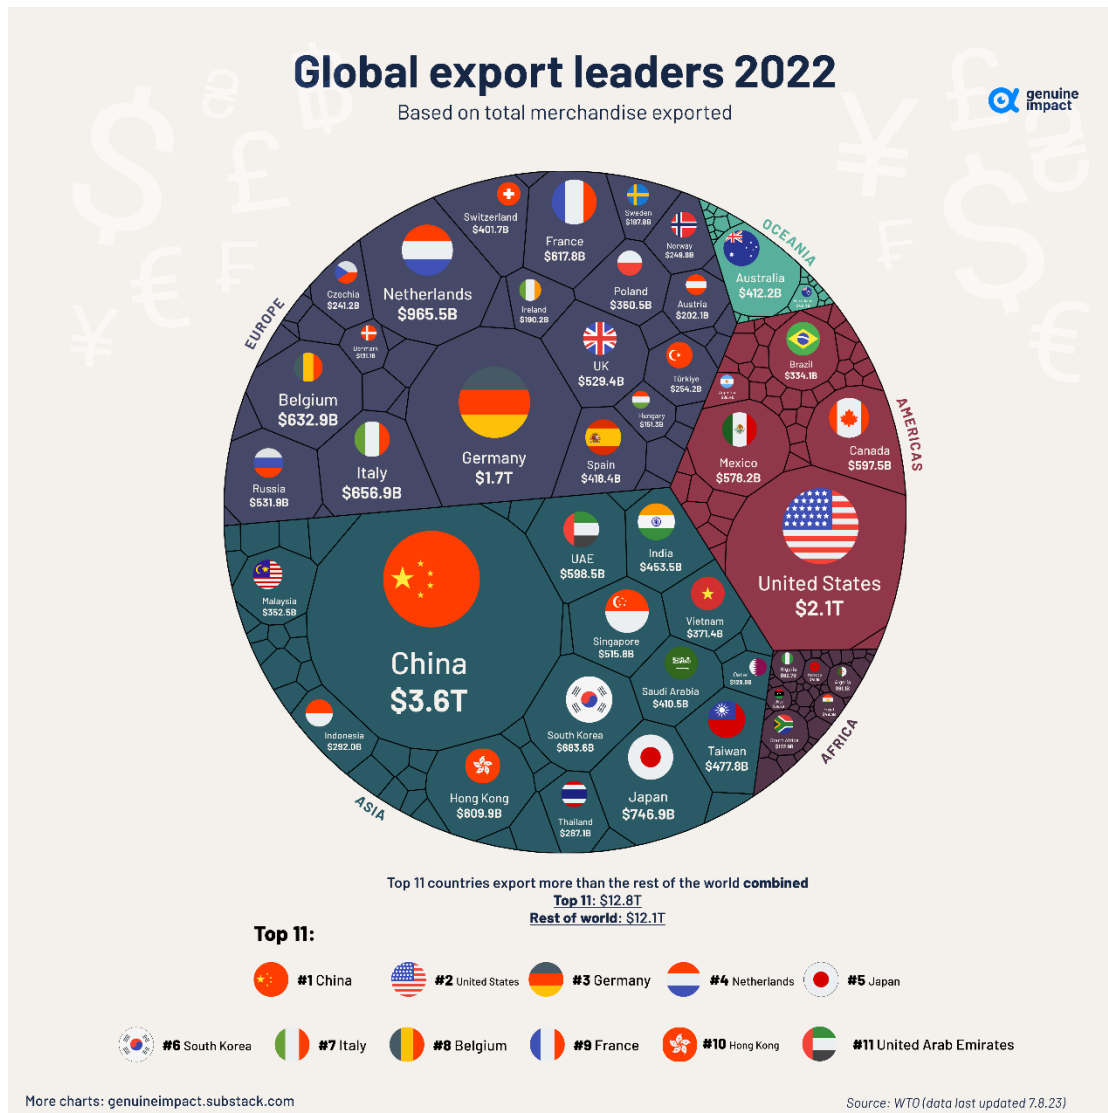 Global export leaders 2022
Based on total merchandise exported
genuine
impact
EUROPE
Switzerland
$401.7B
France
$617.8B
Sweden
$197.8B
Norway
$249.8B
Netherlands
$965.5B
Czechia
$241.2B
Ireland
$190.2B
Poland
$360.5B
Austria
$202.1B
Denmark
$131.1B
Belgium
$632.9B
Germany
$1.7T
UK
$529.4B
Türkiye
$254.2B
Hungary
$151.3B
Italy
$656.9B
Spain
$418.4B
Russia
$531.9B
OCEANIA
Australia
$412.2B
AMERICAS
Brazil
$334.1B
Mexico
$578.2B
Canada
$597.5B
United States
$2.1T
ASIA
China
$3.6T
UAE
$598.5B
India
$453.5B
Malaysia
$352.5B
Singapore
$515.8B
Vietnam
$371.4B
Saudi Arabia
$410.5B
Qatar
South Korea
$683.6B
Taiwan
$477.8B
Indonesia
$292.0B
Hong Kong
$609.9B
Japan
$746.9B
Thailand
$287.1B
AFRICA
Nigeria
Algeria
South Africa
Top 11 countries export more than the rest of the world combined
Top 11: $12.8T
Rest of world: $12.1T
Top 11:
#1 China
#2 United States
#3 Germany
#4 Netherlands
#5 Japan
#6 South Korea
#7 Italy
#8 Belgium
#9 France
#10 Hong Kong
#11 United Arab Emirates
More charts: genuineimpact.substack.com
Source: WTO (data last updated 7.8.23)